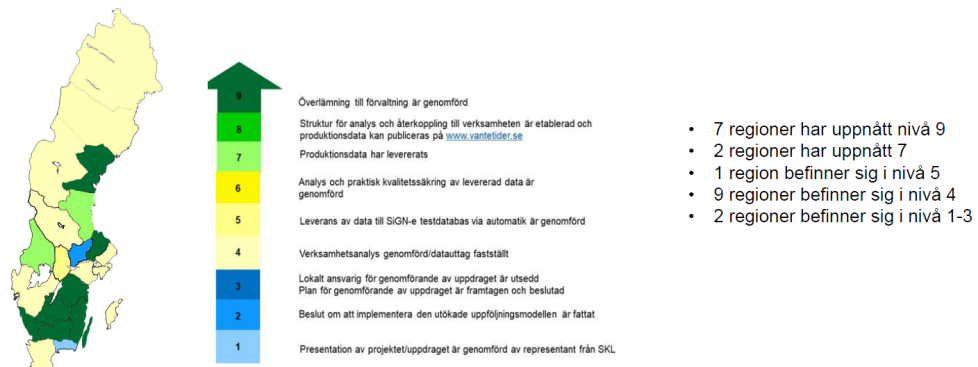 9
Överlämning till förvaltning är genomförd
8
Struktur för analys och återkoppling till verksamheten är etablerad och
produktionsdata kan publiceras på www.vantetider.se
7
Produktionsdata har levererats
6
Analys och praktisk kvalitetssäkring av levererad data är
genomförd
5
Leverans av data till SiGN-e testdatabas via automatik är genomförd
4
Verksamhetsanalys genomförd/datauttag fastställt
3
Lokalt ansvarig för genomförande av uppdraget är utsedd
Plan för genomförande av uppdraget är framtagen och beslutad
2
Beslut om att implementera den utökade uppföljningsmodellen är fattat
1
Presentation av projektet/uppdraget är genomförd av representant från SKL
• 7 regioner har uppnått nivå 9
• 2 regioner har uppnått 7
• 1 region befinner sig i nivå 5
• 9 regioner befinner sig i nivå 4
• 2 regioner befinner sig i nivå 1-3